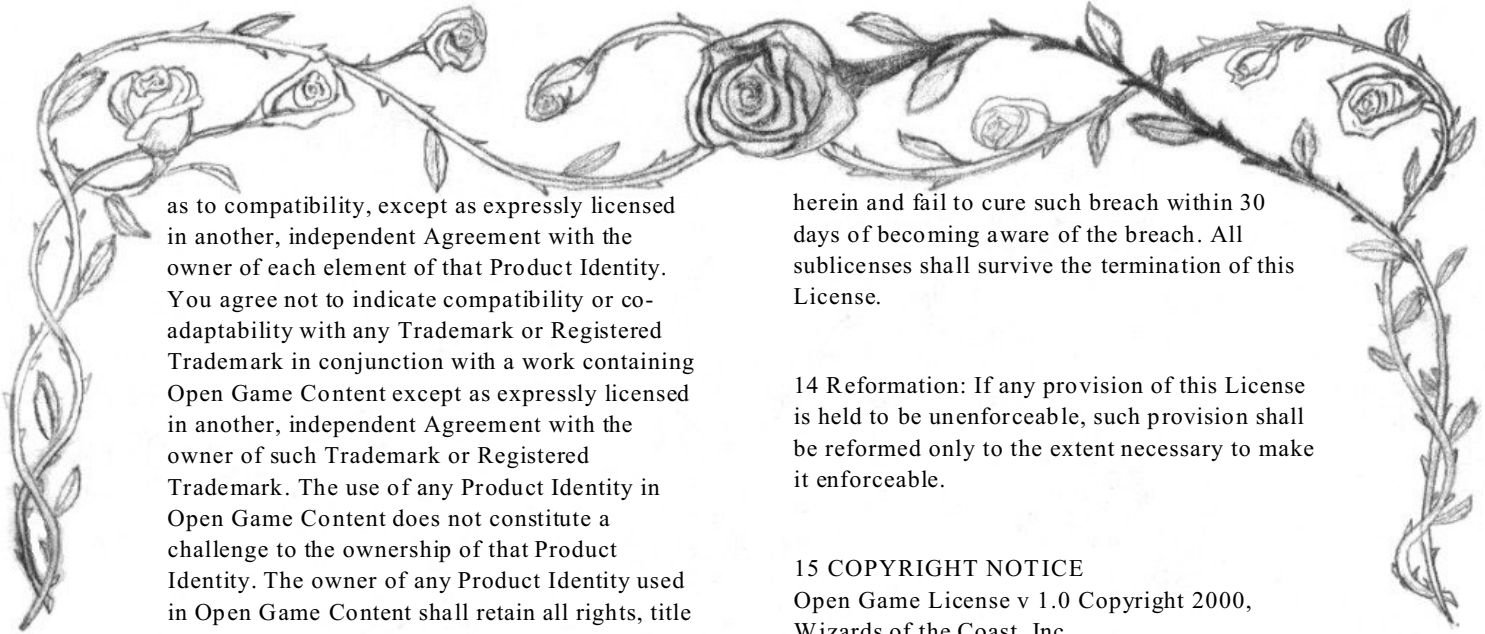 as to compatibility, except as expressly licensed
in another, independent Agreement with the
owner of each element of that Product Identity.
You agree not to indicate compatibility or co-
adaptability with any Trademark or Registered
Trademark in conjunction with a work containing
Open Game Content except as expressly licensed
in another, independent Agreement with the
owner of such Trademark or Registered
Trademark. The use of any Product Identity in
Open Game Content does not constitute a
challenge to the ownership of that Product
Identity. The owner of any Product Identity used
in Open Game Content shall retain all rights, title
herein and fail to cure such breach within 30
days of becoming aware of the breach. All
sublicenses shall survive the termination of this
License.
14 Reformation: If any provision of this License
is held to be unenforceable, such provision shall
be reformed only to the extent necessary to make
it enforceable.
15 COPYRIGHT NOTICE
Open Game License v 1.0 Copyright 2000,
Wizards of the Coast, Inc.